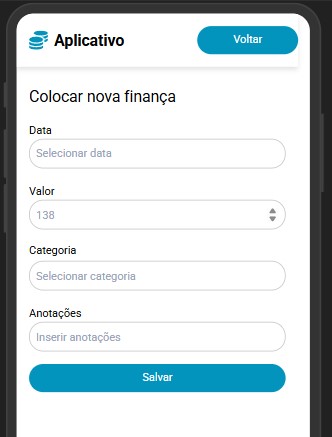 Aplicativo
Voltar
Colocar nova finança
Data
Selecionar data
Valor
138
Categoria
Selecionar categoria
Anotações
Inserir anotações
Salvar